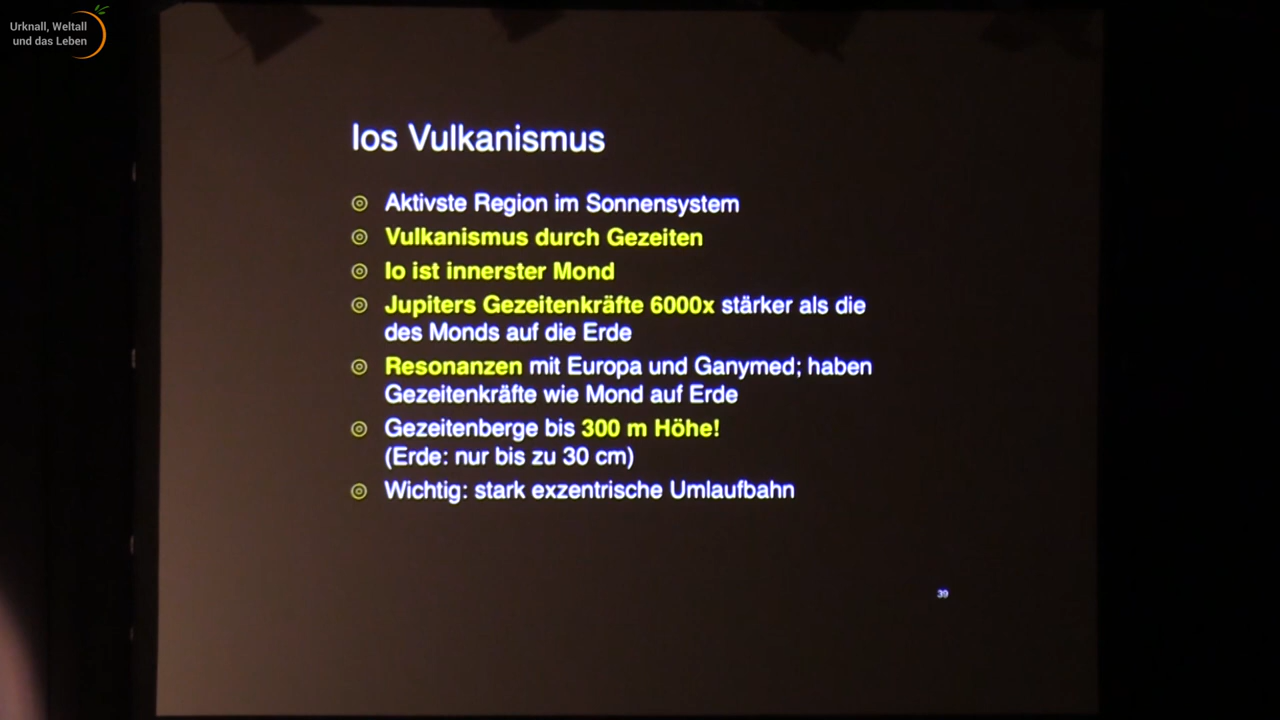 Urknall, Weltall
und das Leben
Ios Vulkanismus
Aktivste Region im Sonnensystem
Vulkanismus durch Gezeiten
Io ist innerster Mond
Jupiters Gezeitenkräfte 6000x stärker als die
des Monds auf die Erde
Resonanzen mit Europa und Ganymed; haben
Gezeitenkräfte wie Mond auf Erde
Gezeitenberge bis 300 m Höhe!
(Erde: nur bis zu 30 cm)
Wichtig: stark exzentrische Umlaufbahn
39